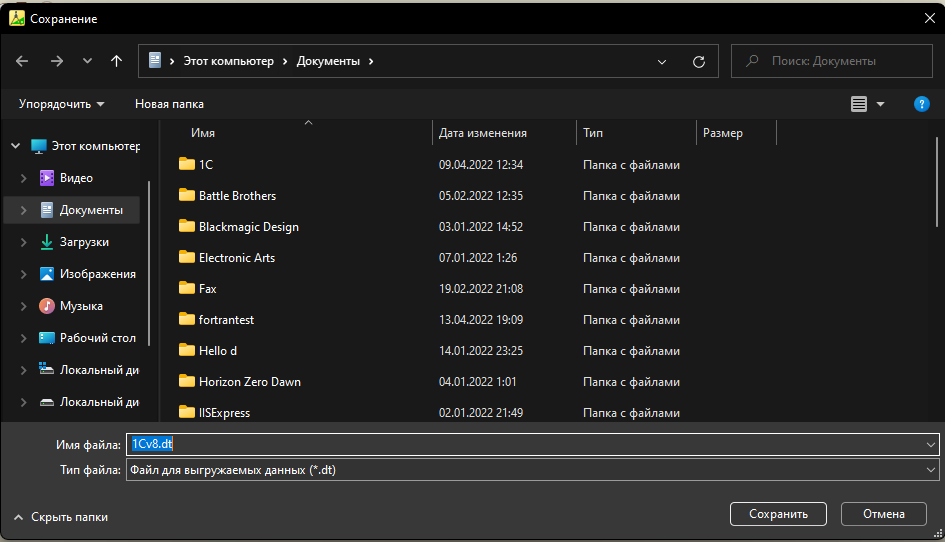 Сохранение
Этот компьютер › Документы ›
Поиск: Документы
Упорядочить Новая папка
Имя Дата изменения Тип Размер
Этот компьютер
Видео
Документы
Загрузки
Изображения
Музыка
Рабочий стол
Локальный ди
Локальный ди
1C 09.04.2022 12:34 Папка с файлами
Battle Brothers 05.02.2022 12:35 Папка с файлами
Blackmagic Design 03.01.2022 14:52 Папка с файлами
Electronic Arts 07.01.2022 1:26 Папка с файлами
Fax 19.02.2022 21:08 Папка с файлами
fortrantest 13.04.2022 19:09 Папка с файлами
Hello d 14.01.2022 23:25 Папка с файлами
Horizon Zero Dawn 04.01.2022 1:01 Папка с файлами
IISExpress 02.01.2022 21:49 Папка с файлами
Имя файла: 1Cv8.dt
Тип файла: Файл для выгружаемых данных (*.dt)
Скрыть папки
Сохранить Отмена